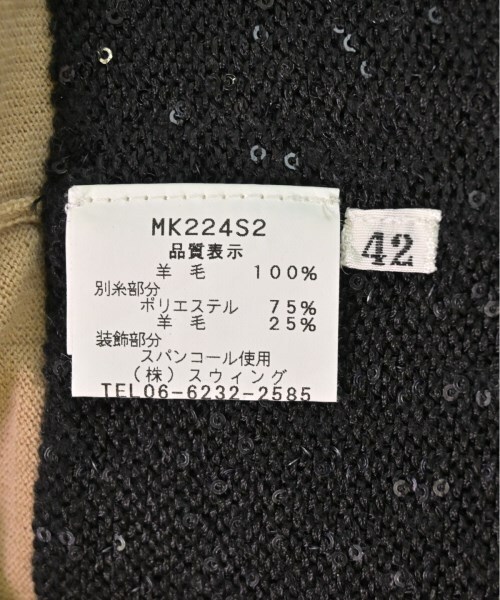 MK224S2
品質表示
羊 毛 100%
別糸部分
ポリエステル 75%
羊 毛 25%
装飾部分
スパンコール使用
(株)スウィング
TEL06-6232-2585
42